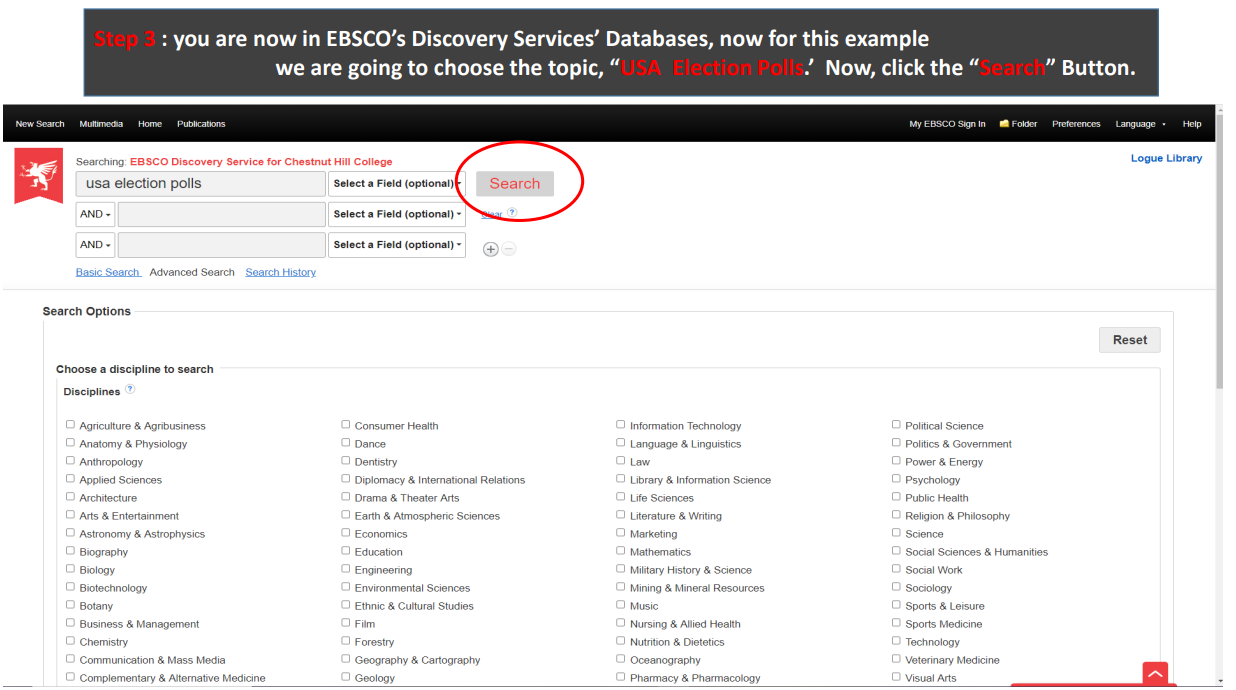 Step 3 : you are now in EBSCO's Discovery Services' Databases, now for this example
we are going to choose the topic, “USA Election Polls.’ Now, click the “Search” Button.
New Search Multimedia Home Publications My EBSCO Sign In Folder Preferences Language Help
Searching: EBSCO Discovery Service for Chestnut Hill College Logue Library
usa election polls Select a Field (optional) Search
AND Select a Field (optional) Clear ?
AND Select a Field (optional) + −
Basic Search Advanced Search Search History
Search Options
Reset
Choose a discipline to search
Disciplines ?
Agriculture & Agribusiness Consumer Health Information Technology Political Science
Anatomy & Physiology Dance Language & Linguistics Politics & Government
Anthropology Dentistry Law Power & Energy
Applied Sciences Diplomacy & International Relations Library & Information Science Psychology
Architecture Drama & Theater Arts Life Sciences Public Health
Arts & Entertainment Earth & Atmospheric Sciences Literature & Writing Religion & Philosophy
Astronomy & Astrophysics Economics Marketing Science
Biography Education Mathematics Social Sciences & Humanities
Biology Engineering Military History & Science Social Work
Biotechnology Environmental Sciences Mining & Mineral Resources Sociology
Botany Ethnic & Cultural Studies Music Sports & Leisure
Business & Management Film Nursing & Allied Health Sports Medicine
Chemistry Forestry Nutrition & Dietetics Technology
Communication & Mass Media Geography & Cartography Oceanography Veterinary Medicine
Complementary & Alternative Medicine Geology Pharmacy & Pharmacology Visual Arts